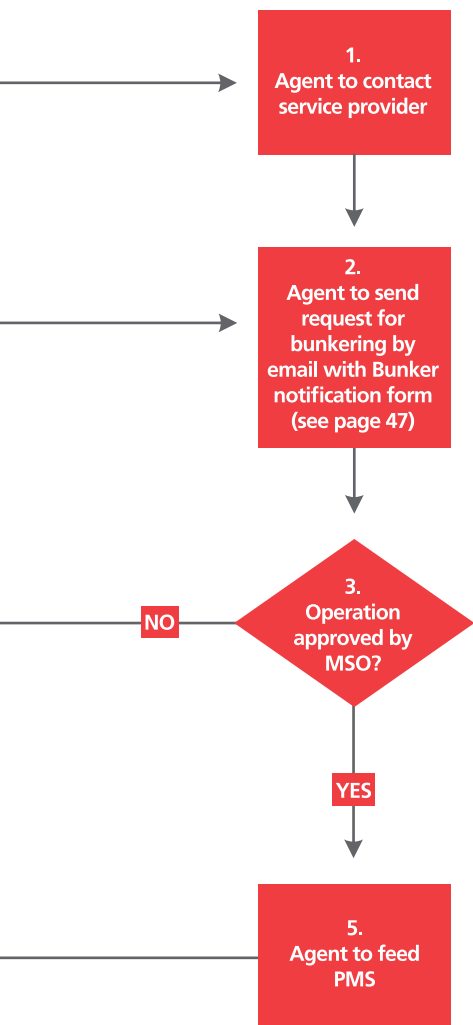 1.
Agent to contact
service provider
2.
Agent to send
request for
bunkering by
email with Bunker
notification form
(see page 47)
3.
Operation
approved by
MSO?
NO
YES
5.
Agent to feed
PMS